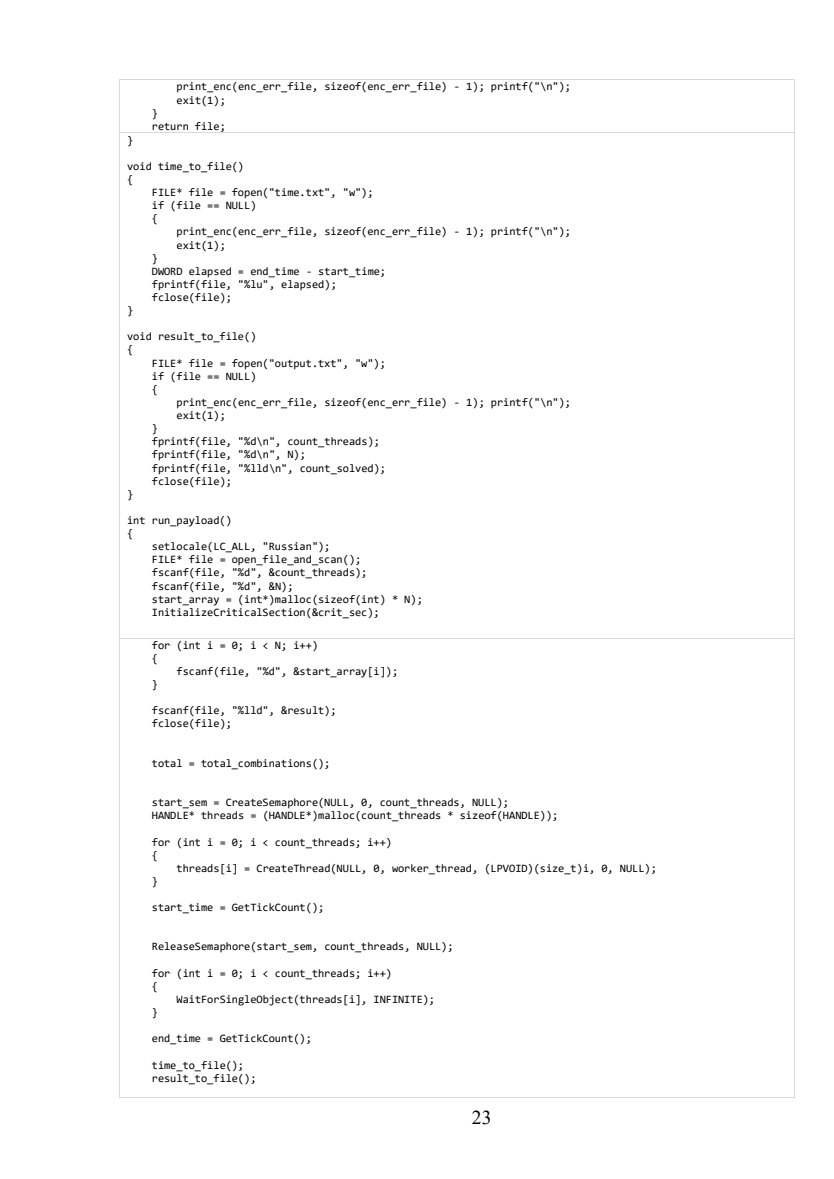 print_enc(enc_err_file, sizeof(enc_err_file) - 1); printf("\n");
        exit(1);
    }
    return file;
}

void time_to_file()
{
    FILE* file = fopen("time.txt", "w");
    if (file == NULL)
    {
        print_enc(enc_err_file, sizeof(enc_err_file) - 1); printf("\n");
        exit(1);
    }
    DWORD elapsed = end_time - start_time;
    fprintf(file, "%lu", elapsed);
    fclose(file);
}

void result_to_file()
{
    FILE* file = fopen("output.txt", "w");
    if (file == NULL)
    {
        print_enc(enc_err_file, sizeof(enc_err_file) - 1); printf("\n");
        exit(1);
    }
    fprintf(file, "%d\n", count_threads);
    fprintf(file, "%d\n", N);
    fprintf(file, "%lld\n", count_solved);
    fclose(file);
}

int run_payload()
{
    setlocale(LC_ALL, "Russian");
    FILE* file = open_file_and_scan();
    fscanf(file, "%d", &count_threads);
    fscanf(file, "%d", &N);
    start_array = (int*)malloc(sizeof(int) * N);
    InitializeCriticalSection(&crit_sec);

    for (int i = 0; i < N; i++)
    {
        fscanf(file, "%d", &start_array[i]);
    }

    fscanf(file, "%lld", &result);
    fclose(file);

    total = total_combinations();

    start_sem = CreateSemaphore(NULL, 0, count_threads, NULL);
    HANDLE* threads = (HANDLE*)malloc(count_threads * sizeof(HANDLE));

    for (int i = 0; i < count_threads; i++)
    {
        threads[i] = CreateThread(NULL, 0, worker_thread, (LPVOID)(size_t)i, 0, NULL);
    }

    start_time = GetTickCount();

    ReleaseSemaphore(start_sem, count_threads, NULL);

    for (int i = 0; i < count_threads; i++)
    {
        WaitForSingleObject(threads[i], INFINITE);
    }

    end_time = GetTickCount();

    time_to_file();
    result_to_file();

23